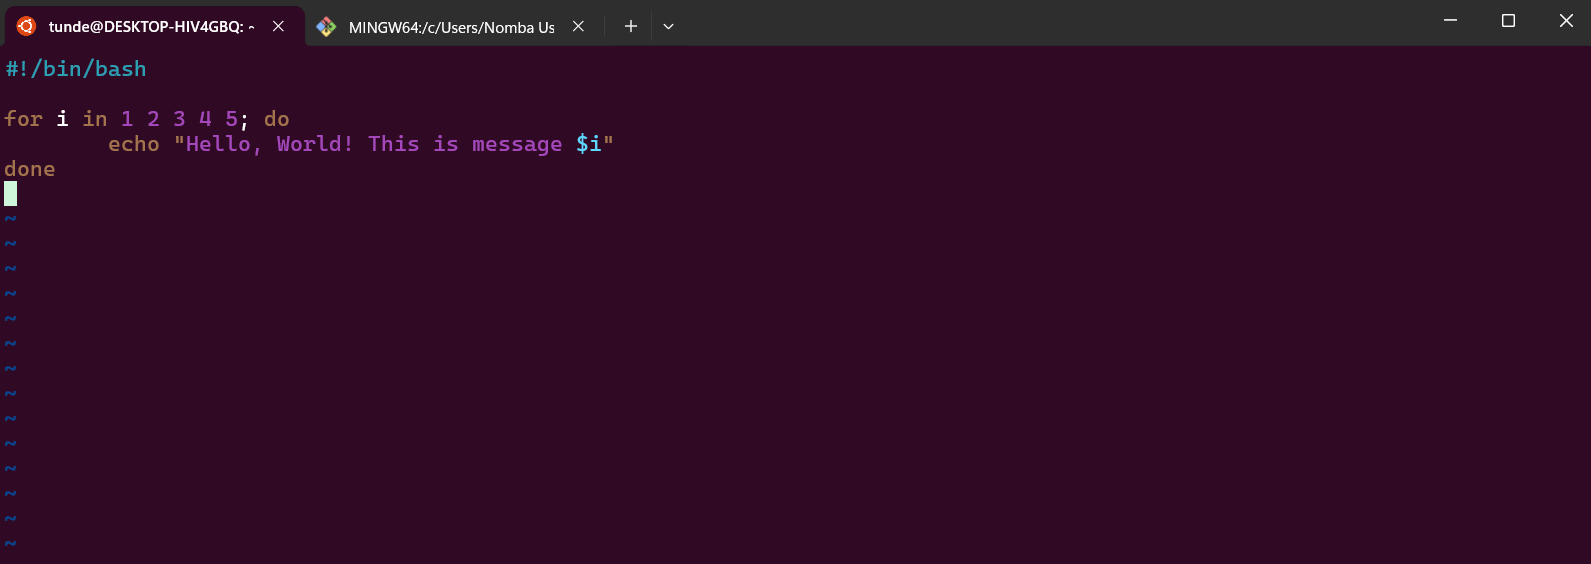 tunde@DESKTOP-HIV4GBQ: ~
MINGW64:/c/Users/Nomba Us
#!/bin/bash
for i in 1 2 3 4 5; do
        echo "Hello, World! This is message $i"
done
~
~
~
~
~
~
~
~
~
~
~
~
~
~